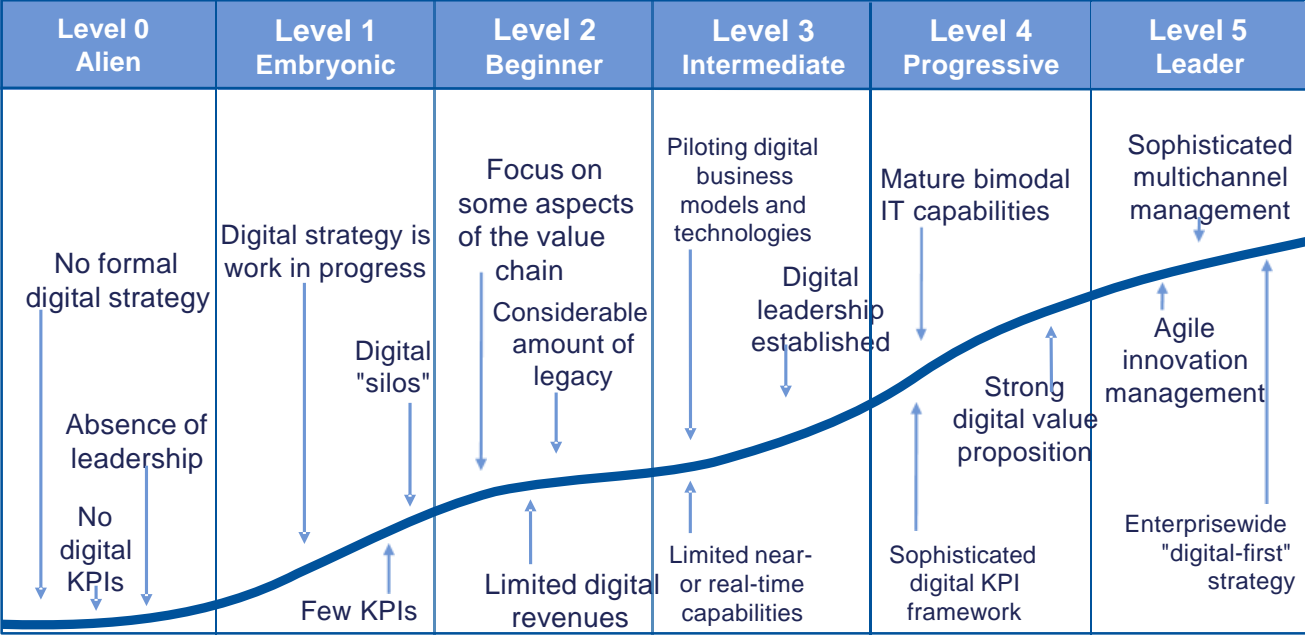 Level 0
Alien
Level 1
Embryonic
Level 2
Beginner
Level 3
Intermediate
Level 4
Progressive
Level 5
Leader
No formal
digital strategy
Absence of
leadership
No
digital
KPIs
Digital strategy is
work in progress
Digital
"silos"
Few KPIs
Focus on
some aspects
of the value
chain
Considerable
amount of
legacy
Limited digital
revenues
Piloting digital
business
models and
technologies
Digital
leadership
established
Limited near-
or real-time
capabilities
Mature bimodal
IT capabilities
Strong
digital value
proposition
Sophisticated
digital KPI
framework
Sophisticated
multichannel
management
Agile
innovation
management
Enterprisewide
"digital-first"
strategy